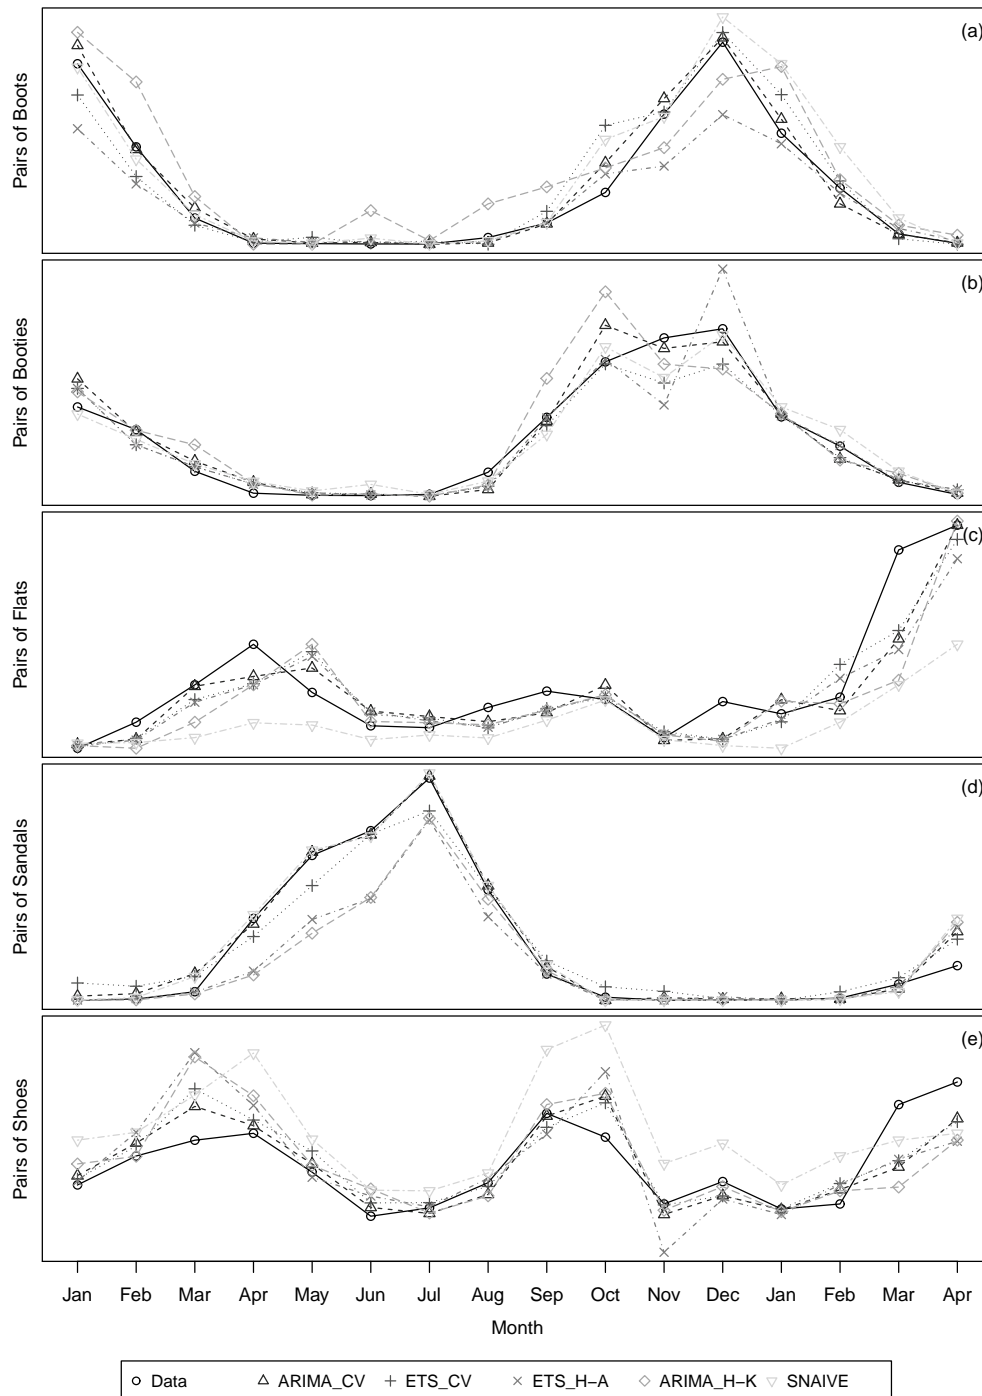 (a)
Pairs of Boots
(b)
Pairs of Booties
(c)
Pairs of Flats
(d)
Pairs of Sandals
(e)
Pairs of Shoes
Jan Feb Mar Apr May Jun Jul Aug Sep Oct Nov Dec Jan Feb Mar Apr
Month
Data ARIMA_CV ETS_CV ETS_H−A ARIMA_H−K SNAIVE